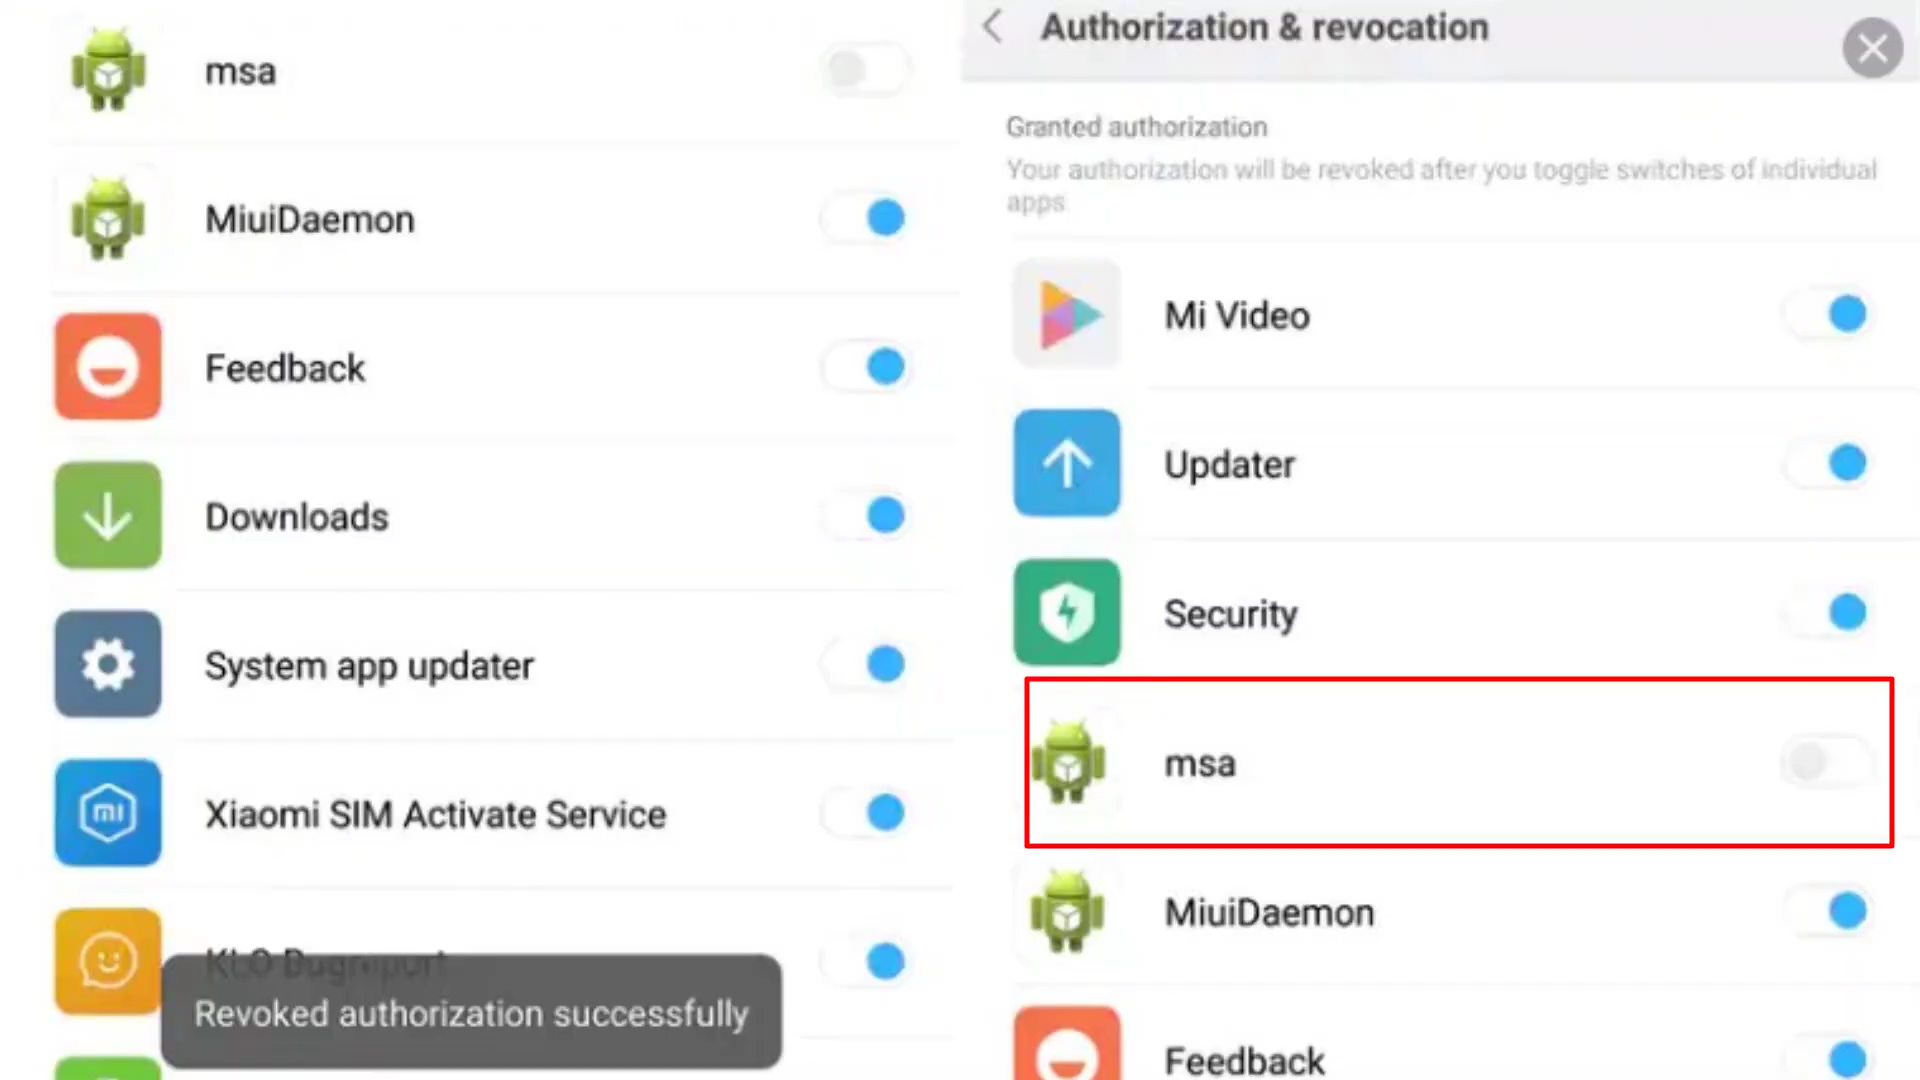 msa
MiuiDaemon
Feedback
Downloads
System app updater
mi
Xiaomi SIM Activate Service
Revoked authorization successfully
Authorization & revocation
Granted authorization
Your authorization will be revoked after you toggle switches of individual
apps.
Mi Video
Updater
Security
msa
MiuiDaemon
Feedback